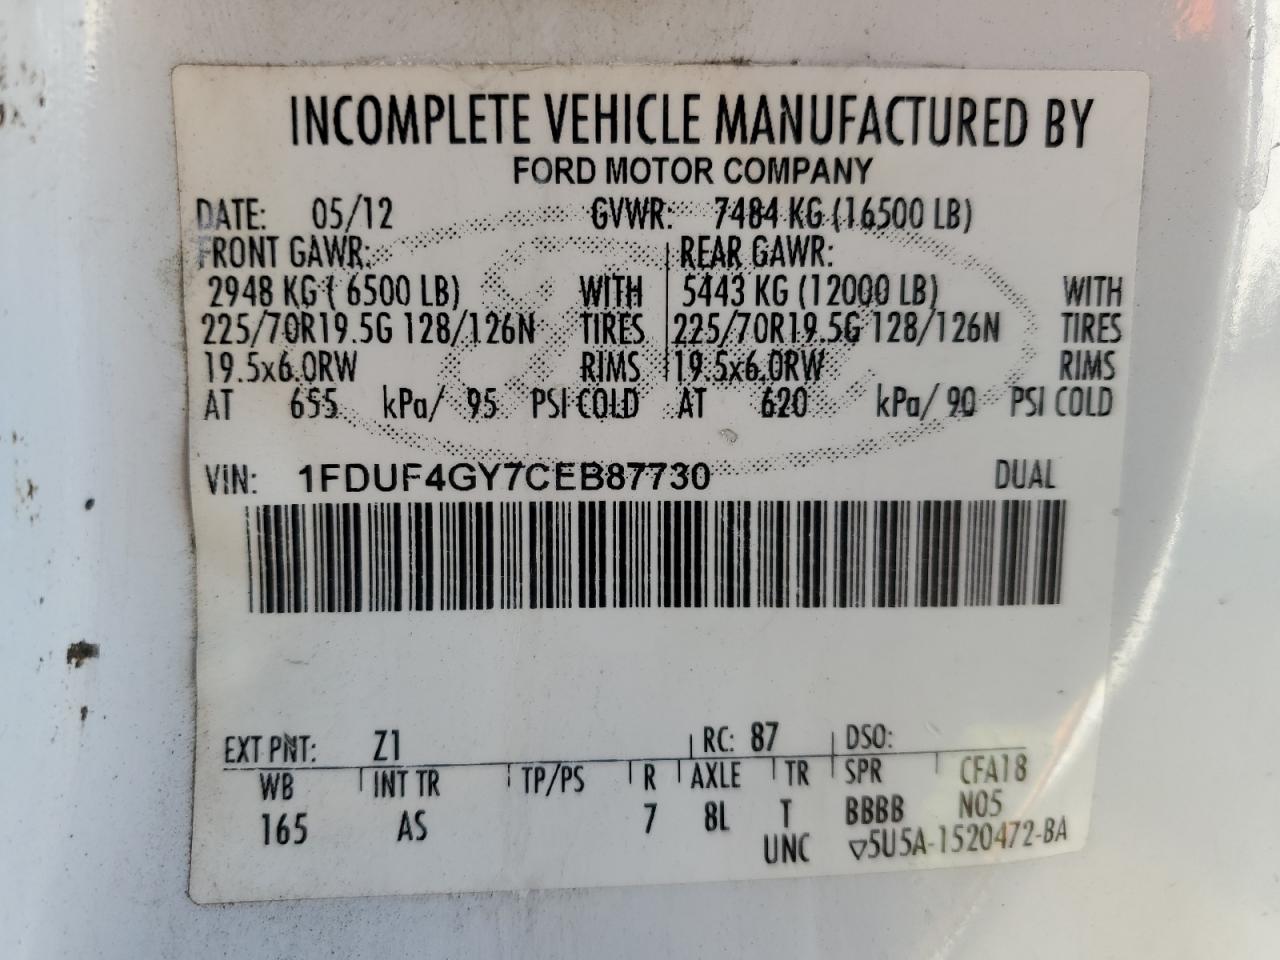 INCOMPLETE VEHICLE MANUFACTURED BY
FORD MOTOR COMPANY
DATE: 05/12 GVWR: 7484 KG (16500 LB)
FRONT GAWR: REAR GAWR:
2948 KG ( 6500 LB) WITH 5443 KG (12000 LB) WITH
225/70R19.5G 128/126N TIRES 225/70R19.5G 128/126N TIRES
19.5x6.0RW RIMS 19.5x6.0RW RIMS
AT 655 kPa/ 95 PSI COLD AT 620 kPa/ 90 PSI COLD
VIN: 1FDUF4GY7CEB87730 DUAL
EXT PNT: Z1 RC: 87 DSO:
WB INT TR TP/PS R AXLE TR SPR CFA18
165 AS 7 8L T BBBB N05
UNC ▽5U5A-1520472-BA